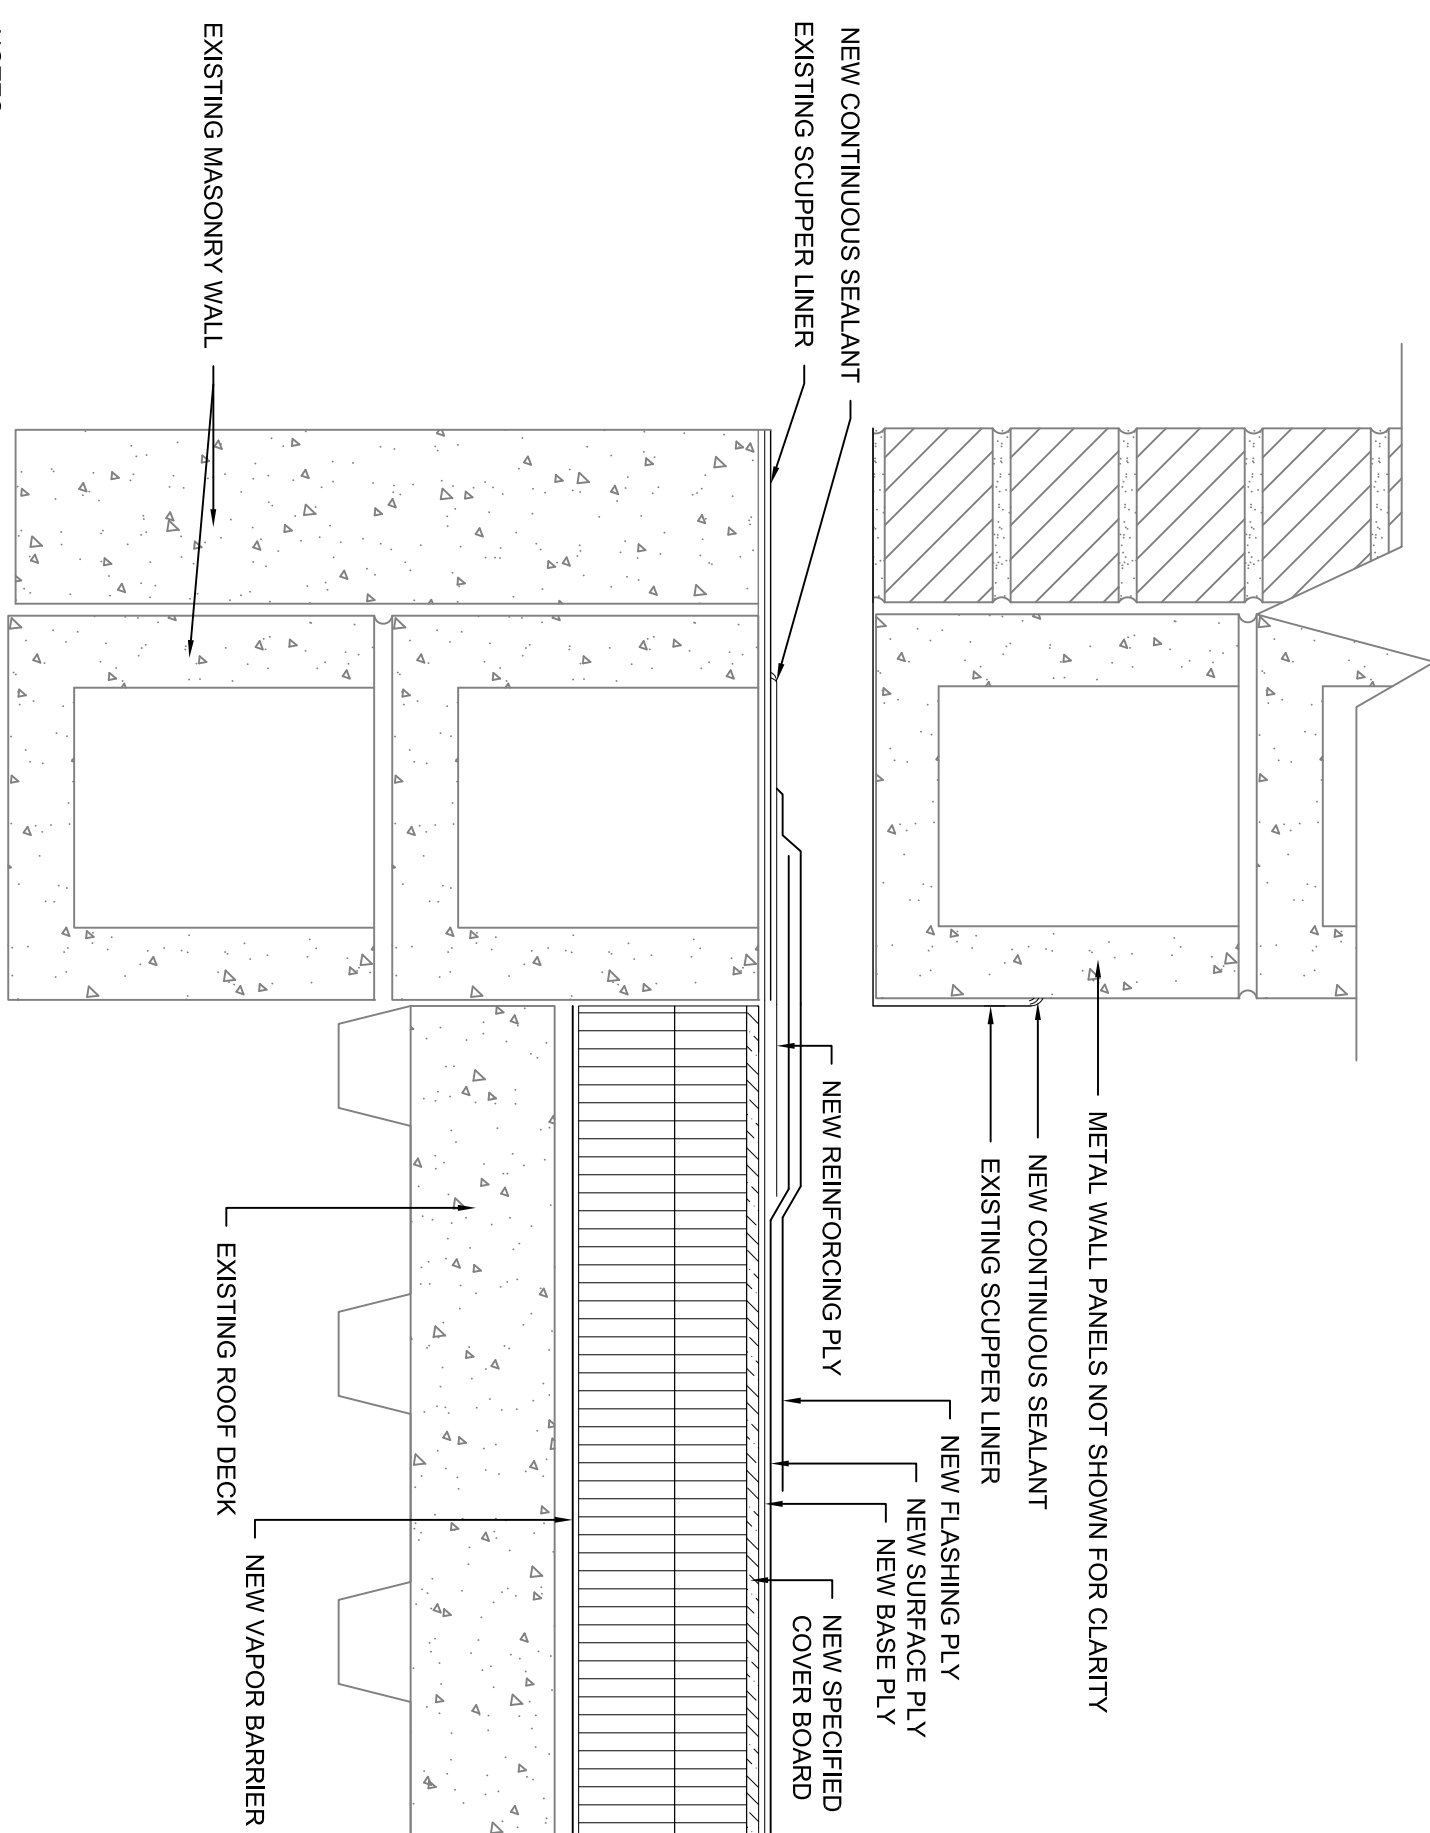 METAL WALL PANELS NOT SHOWN FOR CLARITY
NEW CONTINUOUS SEALANT
EXISTING SCUPPER LINER
NEW FLASHING PLY
NEW SURFACE PLY
NEW BASE PLY
NEW CONTINUOUS SEALANT
EXISTING SCUPPER LINER
NEW REINFORCING PLY
NEW SPECIFIED
COVER BOARD
NEW VAPOR BARRIER
EXISTING ROOF DECK
EXISTING MASONRY WALL